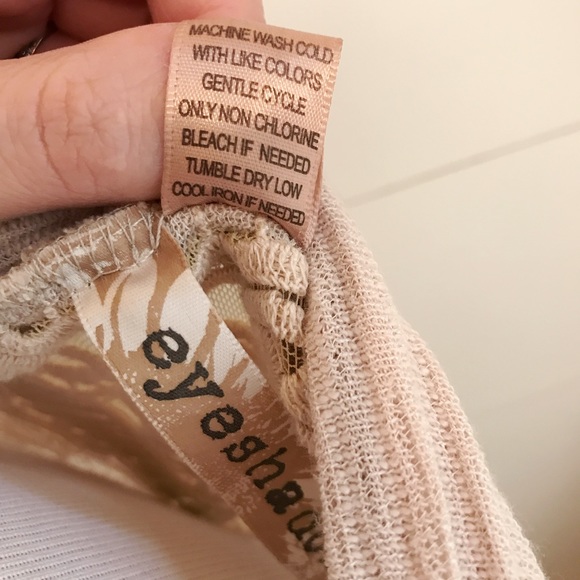 MACHINE WASH COLD
WITH LIKE COLORS
GENTLE CYCLE
ONLY NON CHLORINE
BLEACH IF NEEDED
TUMBLE DRY LOW
COOL IRON IF NEEDED
eyeshadow